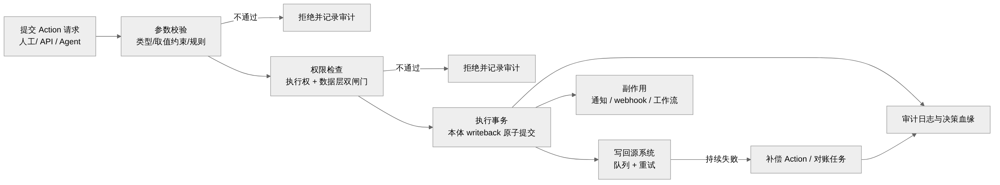 提交 Action 请求
人工/ API / Agent
参数校验
类型/取值约束/规则
不通过
拒绝并记录审计
权限检查
执行权 + 数据层双闸门
不通过
拒绝并记录审计
执行事务
本体 writeback 原子提交
副作用
通知 / webhook / 工作流
写回源系统
队列 + 重试
持续失败
补偿 Action / 对账任务
审计日志与决策血缘